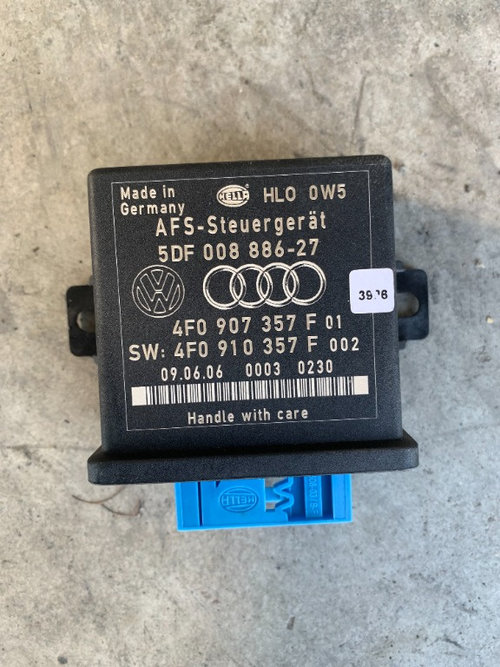 Made in
Germany
HELLA
HLO 0W5
AFS-Steuergerät
5DF 008 886-27
4F0 907 357 F 01
SW: 4F0 910 357 F 002
09.06.06 0003 0230
Handle with care
HELLA